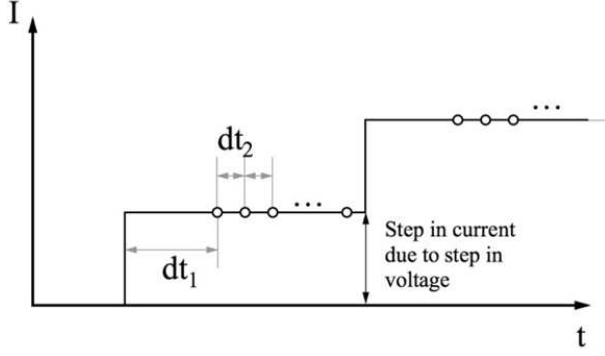 I
dt2
...
...
dt1
Step in current
due to step in
voltage
t